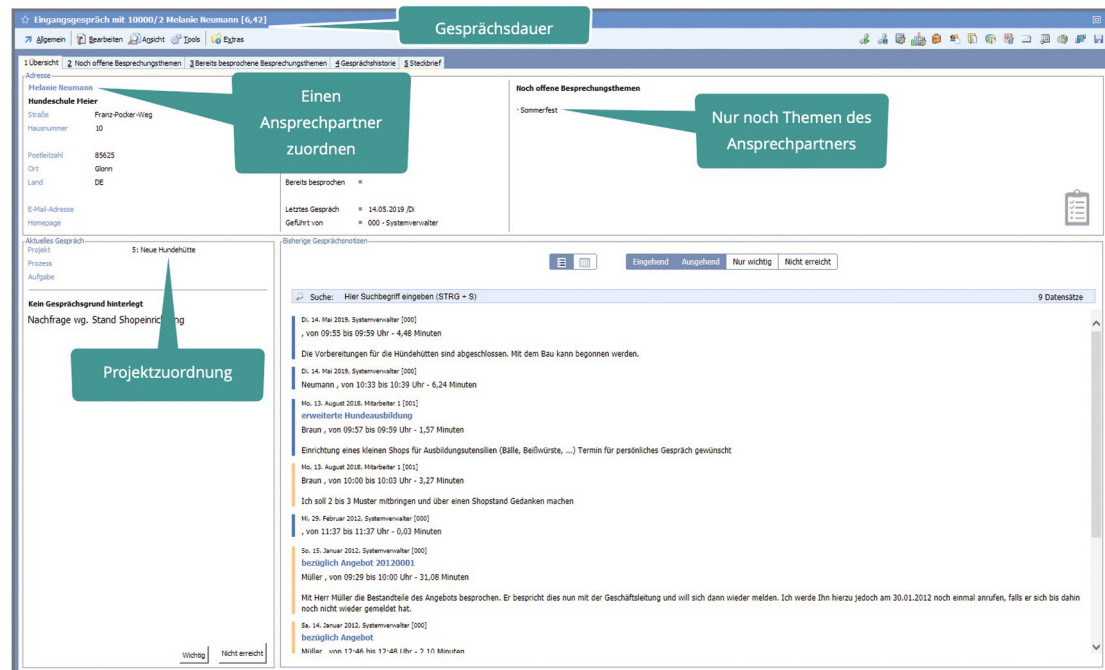 Eingangsgespräch mit 10000/2 Melanie Neumann [6,42]
Gesprächsdauer
Allgemein Bearbeiten Ansicht Tools Extras
1 Übersicht 2 Noch offene Besprechungsthemen 3 Bereits besprochene Besprechungsthemen 4 Gesprächshistorie 5 Steckbrief
Adresse
Melanie Neumann
Hundeschule Meier
Straße Franz-Pocker-Weg
Hausnummer 10
Postleitzahl 85625
Ort Glonn
Land DE
E-Mail-Adresse
Homepage
Einen
Ansprechpartner
zuordnen
Bereits besprochen
Letztes Gespräch 14.05.2019 /Di
Geführt von 000 - Systemverwalter
Noch offene Besprechungsthemen
- Sommerfest
Nur noch Themen des
Ansprechpartners
Aktuelles Gespräch
Projekt 5: Neue Hundehütte
Prozess
Aufgabe
Kein Gesprächsgrund hinterlegt
Nachfrage wg. Stand
Projektzuordnung
Wichtig Nicht erreicht
Bisherige Gesprächsnotizen
Eingehend Ausgehend Nur wichtig Nicht erreicht
Suche: Hier Suchbegriff eingeben (STRG + S) 9 Datensätze
Di, 14. Mai 2019, Systemverwalter [000]
, von 09:55 bis 09:59 Uhr - 4,48 Minuten
Die Vorbereitungen für die Hündehütten sind abgeschlossen. Mit dem Bau kann begonnen werden.
Di, 14. Mai 2019, Systemverwalter [000]
Neumann , von 10:33 bis 10:39 Uhr - 6,24 Minuten
Mo, 13. August 2018, Mitarbeiter 1 [001]
erweiterte Hundeausbildung
Braun , von 09:57 bis 09:59 Uhr - 1,57 Minuten
Einrichtung eines kleinen Shops für Ausbildungsutensilien (Bälle, Beißwürste, ...) Termin für persönliches Gespräch gewünscht
Mo, 13. August 2018, Mitarbeiter 1 [001]
Braun , von 10:00 bis 10:03 Uhr - 3,27 Minuten
Ich soll 2 bis 3 Muster mitbringen und über einen Shopstand Gedanken machen
Mi, 29. Februar 2012, Systemverwalter [000]
, von 11:37 bis 11:37 Uhr - 0,03 Minuten
So, 15. Januar 2012, Systemverwalter [000]
bezüglich Angebot 20120001
Müller , von 09:29 bis 10:00 Uhr - 31,08 Minuten
Mit Herr Müller die Bestandteile des Angebots besprochen. Er bespricht dies nun mit der Geschäftsleitung und will sich dann wieder melden. Ich werde Ihn hierzu jedoch am 30.01.2012 noch einmal anrufen, falls er sich bis dahin
noch nicht wieder gemeldet hat.
Sa, 14. Januar 2012, Systemverwalter [000]
bezüglich Angebot
Müller , von 12:46 bis 12:48 Uhr - 2,10 Minuten